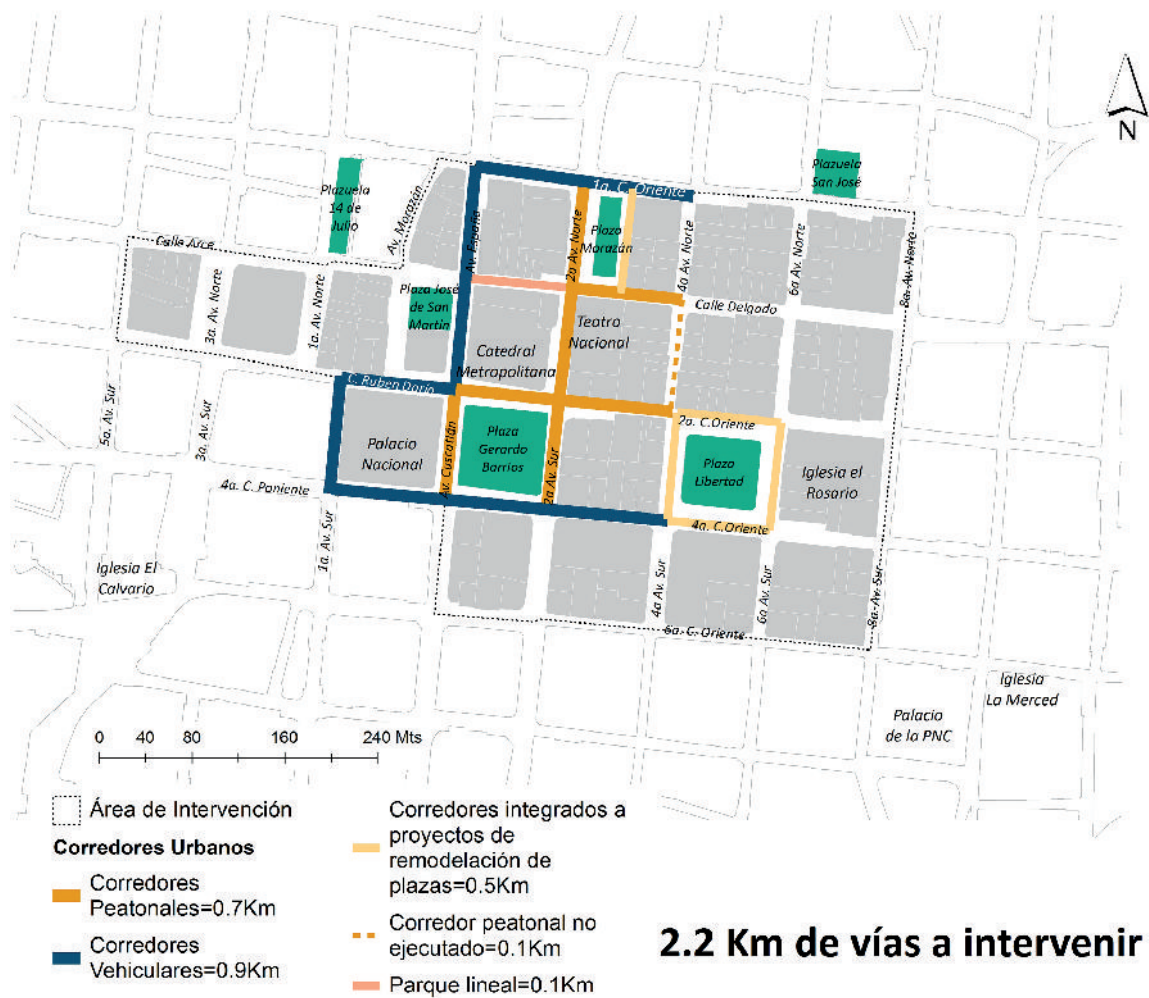 N
Plazuela
San José
Plazuela
14 de
Julio
Av. Morazán
1a. C. Oriente
Calle Arce
Av. España
2a Av. Norte
Plaza
Morazán
4a Av. Norte
6a Av. Norte
8a. Av. Norte
3a. Av. Norte
1a. Av. Norte
Plaza José
de San
Martín
Calle Delgado
Teatro
Nacional
Catedral
Metropolitana
C. Ruben Dario
5a. Av. Sur
3a. Av. Sur
Palacio
Nacional
Av. Cuscatlán
Plaza
Gerardo
Barrios
2a Av. Sur
2a. C.Oriente
Plaza
Libertad
Iglesia el
Rosario
4a. C. Poniente
4a. C.Oriente
1a. Av. Sur
Iglesia El
Calvario
4a Av. Sur
6a Av. Sur
8a. Av. Sur
6a. C. Oriente
Iglesia
La Merced
Palacio
de la PNC
0 40 80 160 240 Mts
Área de Intervención
Corredores Urbanos
Corredores
Peatonales=0.7Km
Corredores
Vehiculares=0.9Km
Corredores integrados a
proyectos de
remodelación de
plazas=0.5Km
Corredor peatonal no
ejecutado=0.1Km
Parque lineal=0.1Km
2.2 Km de vías a intervenir